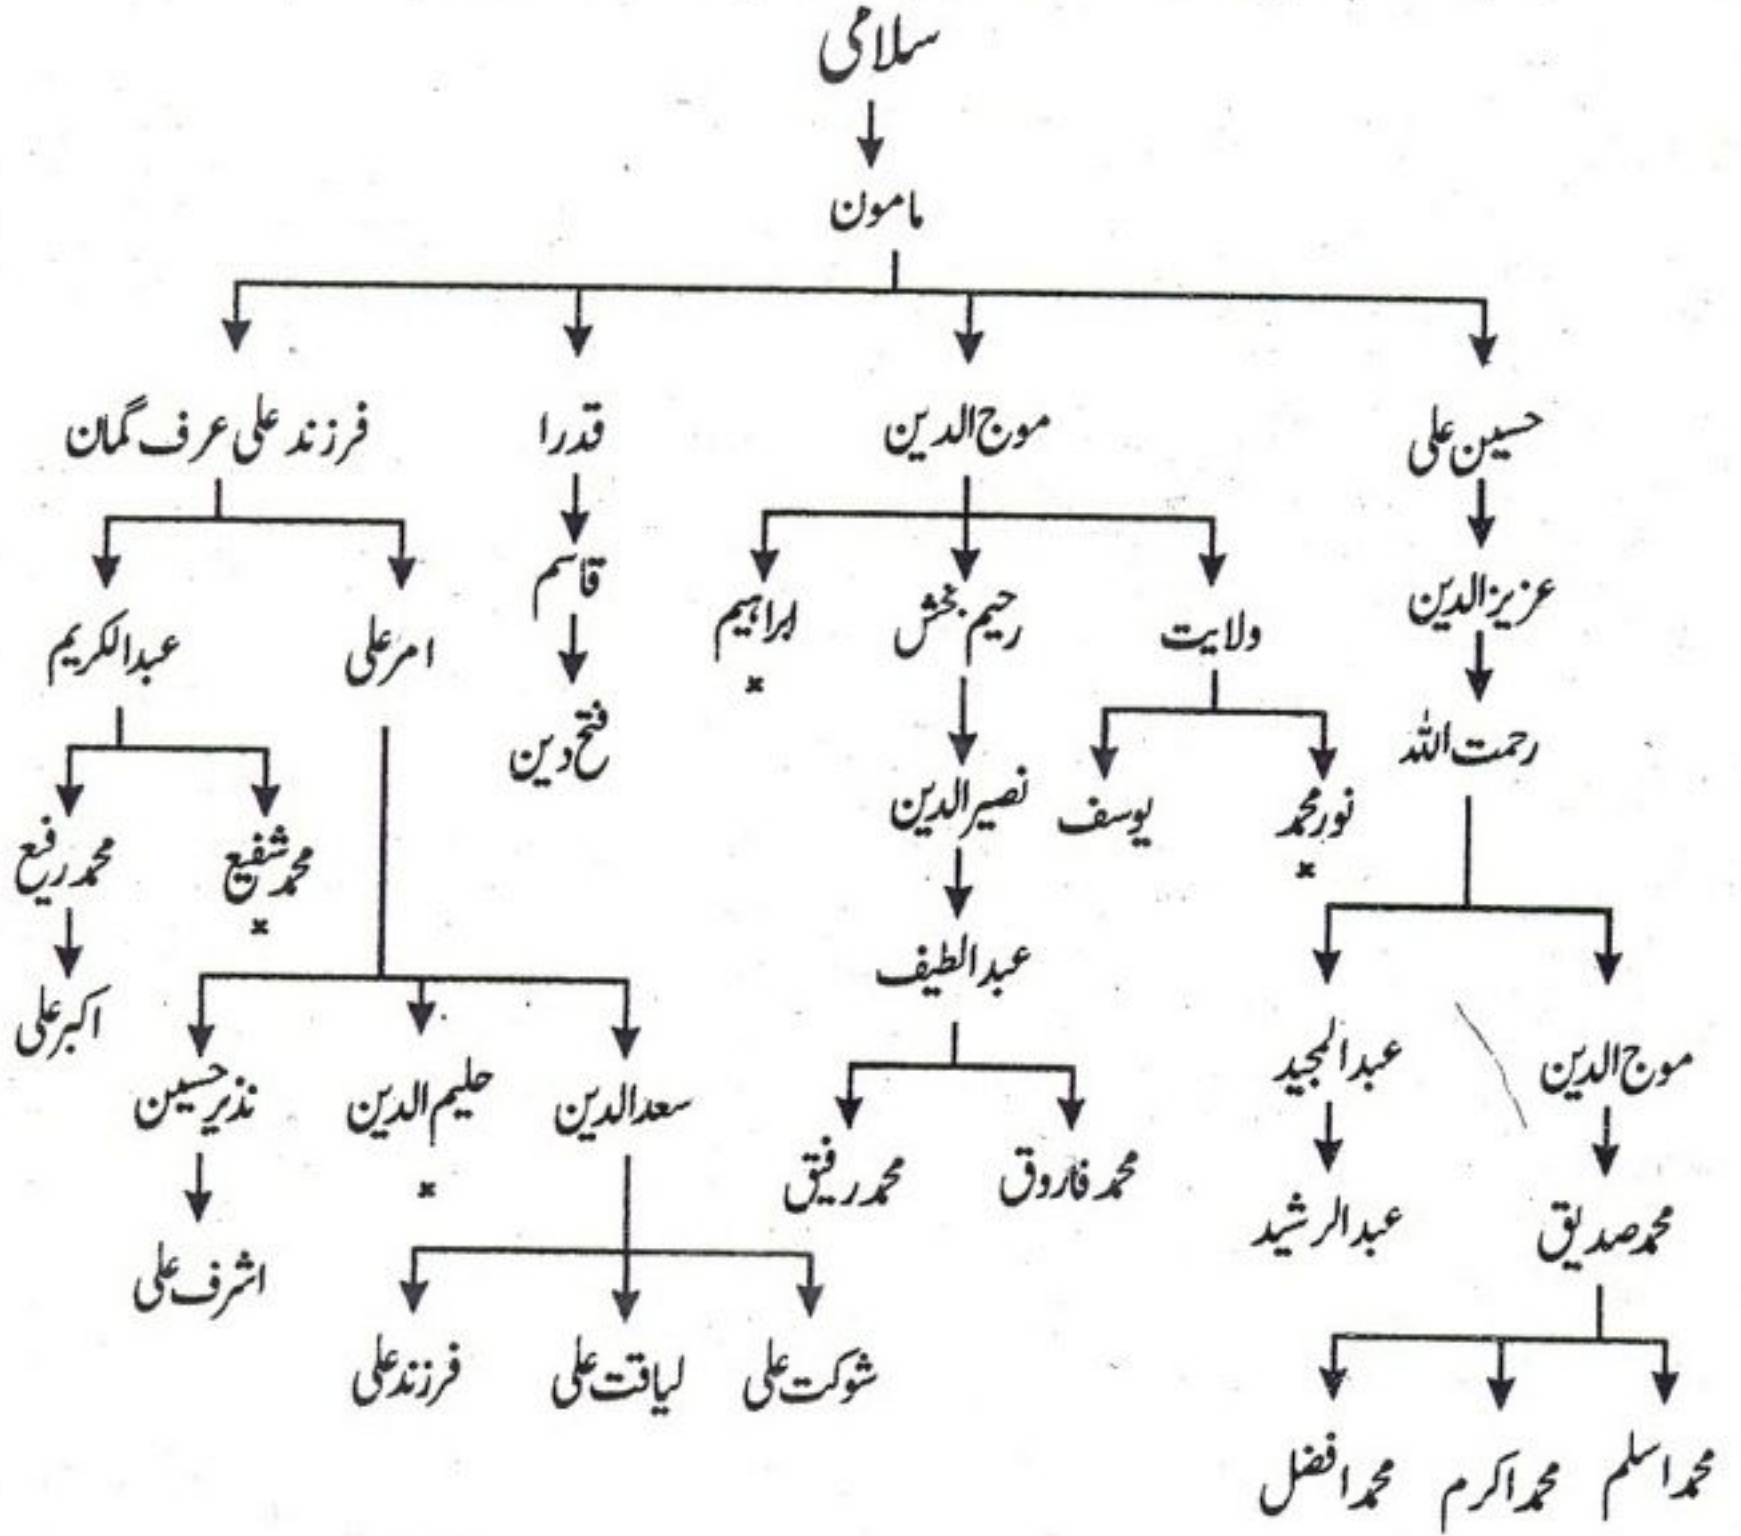 سلامی
مامون
حسین علی
موج الدین
قدرا
فرزند علی عرف گمان
عزیز الدین
ولایت
رحیم بخش
ابراہیم
×
قاسم
امر علی
عبدالکریم
رحمت اللہ
نور محمد
×
یوسف
نصیر الدین
فتح دین
محمد شفیع
×
محمد رفیع
عبد الطیف
اکبر علی
موج الدین
عبدالمجید
سعد الدین
حلیم الدین
×
نذیر حسین
محمد صدیق
عبدالرشید
محمد فاروق
محمد رفیق
اشرف علی
شوکت علی
لیاقت علی
فرزند علی
محمد اسلم
محمد اکرم
محمد افضل